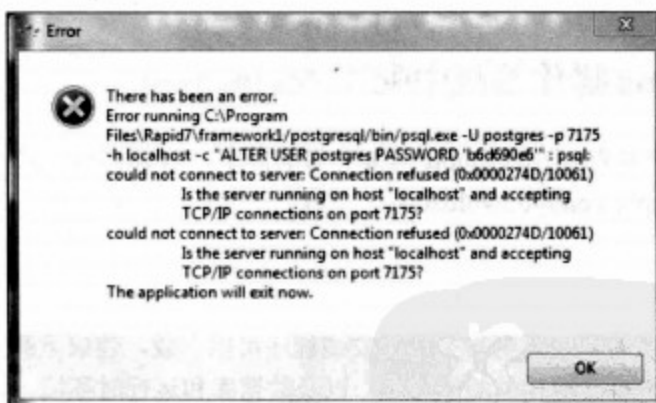 Error
There has been an error.
Error running C:\Program
Files\Rapid7\framework1/postgresql/bin/psql.exe -U postgres -p 7175
-h localhost -c "ALTER USER postgres PASSWORD 'b6d690e6'" : psql:
could not connect to server: Connection refused (0x0000274D/10061)
Is the server running on host "localhost" and accepting
TCP/IP connections on port 7175?
could not connect to server: Connection refused (0x0000274D/10061)
Is the server running on host "localhost" and accepting
TCP/IP connections on port 7175?
The application will exit now.
OK